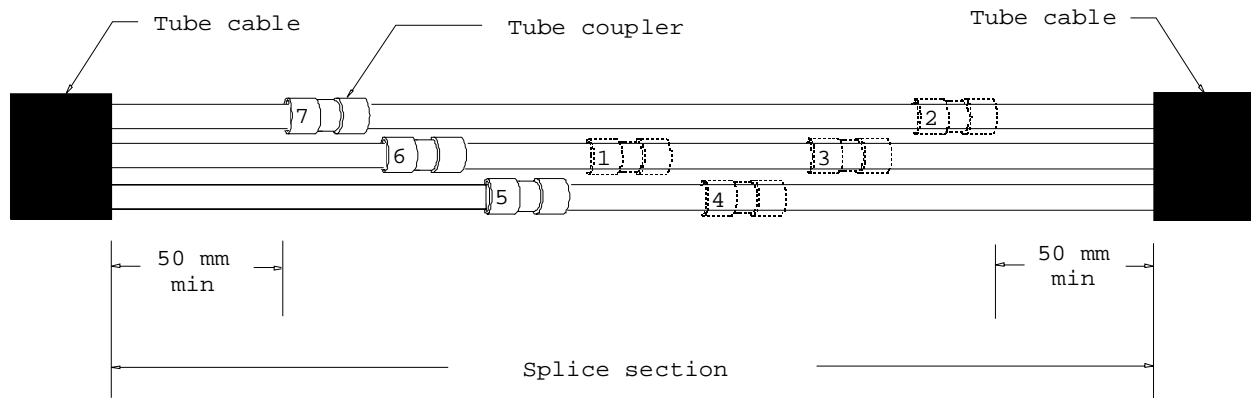 Tube cable
Tube coupler
Tube cable
7
2
6
1
3
5
4
50 mm
min
50 mm
min
Splice section